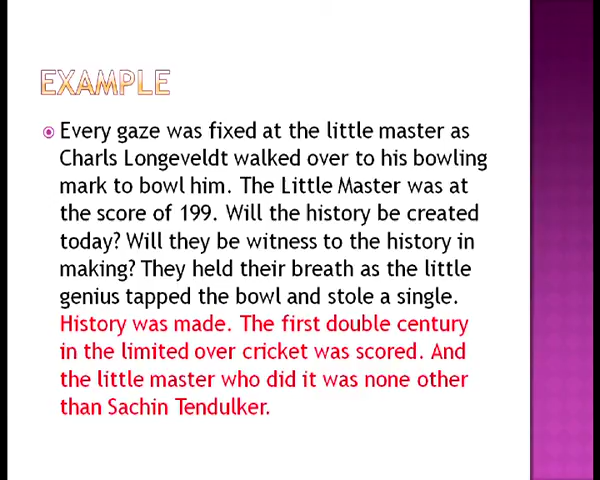 EXAMPLE
Every gaze was fixed at the little master as
Charls Longeveldt walked over to his bowling
mark to bowl him. The Little Master was at
the score of 199. Will the history be created
today? Will they be witness to the history in
making? They held their breath as the little
genius tapped the bowl and stole a single.
History was made. The first double century
in the limited over cricket was scored. And
the little master who did it was none other
than Sachin Tendulker.